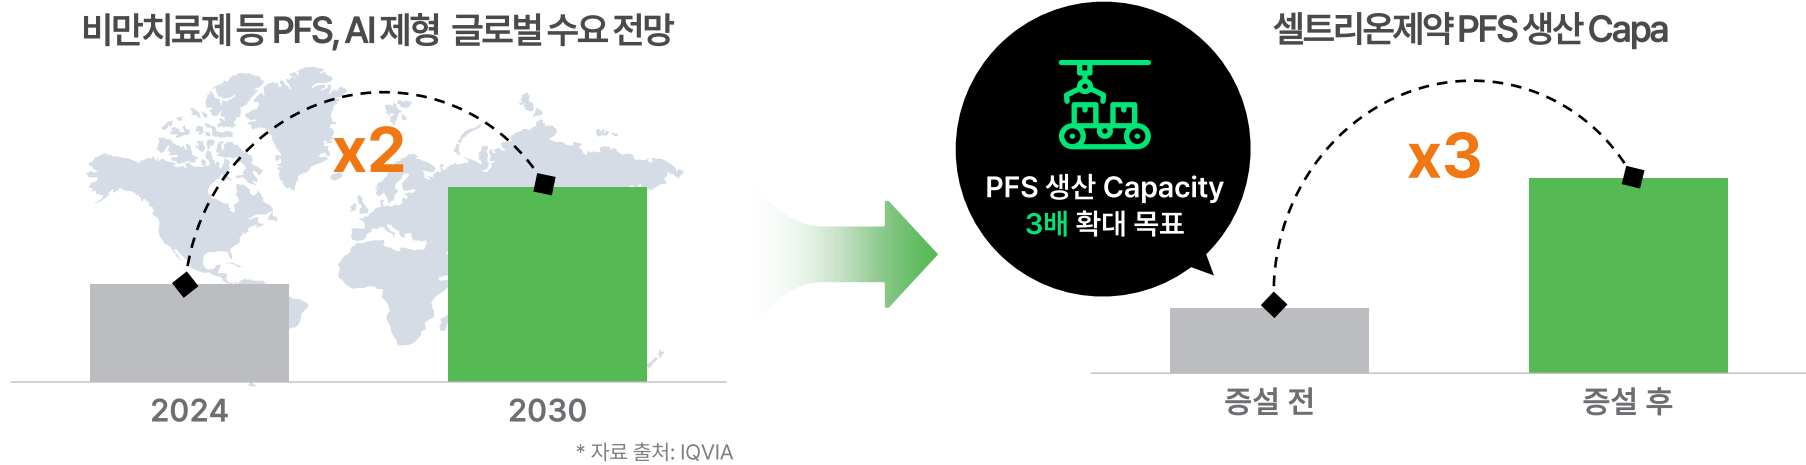 비만치료제 등 PFS, AI 제형 글로벌 수요 전망
x2
2024
2030
* 자료 출처: IQVIA
PFS 생산 Capacity
3배 확대 목표
셀트리온제약 PFS 생산 Capa
x3
증설 전
증설 후